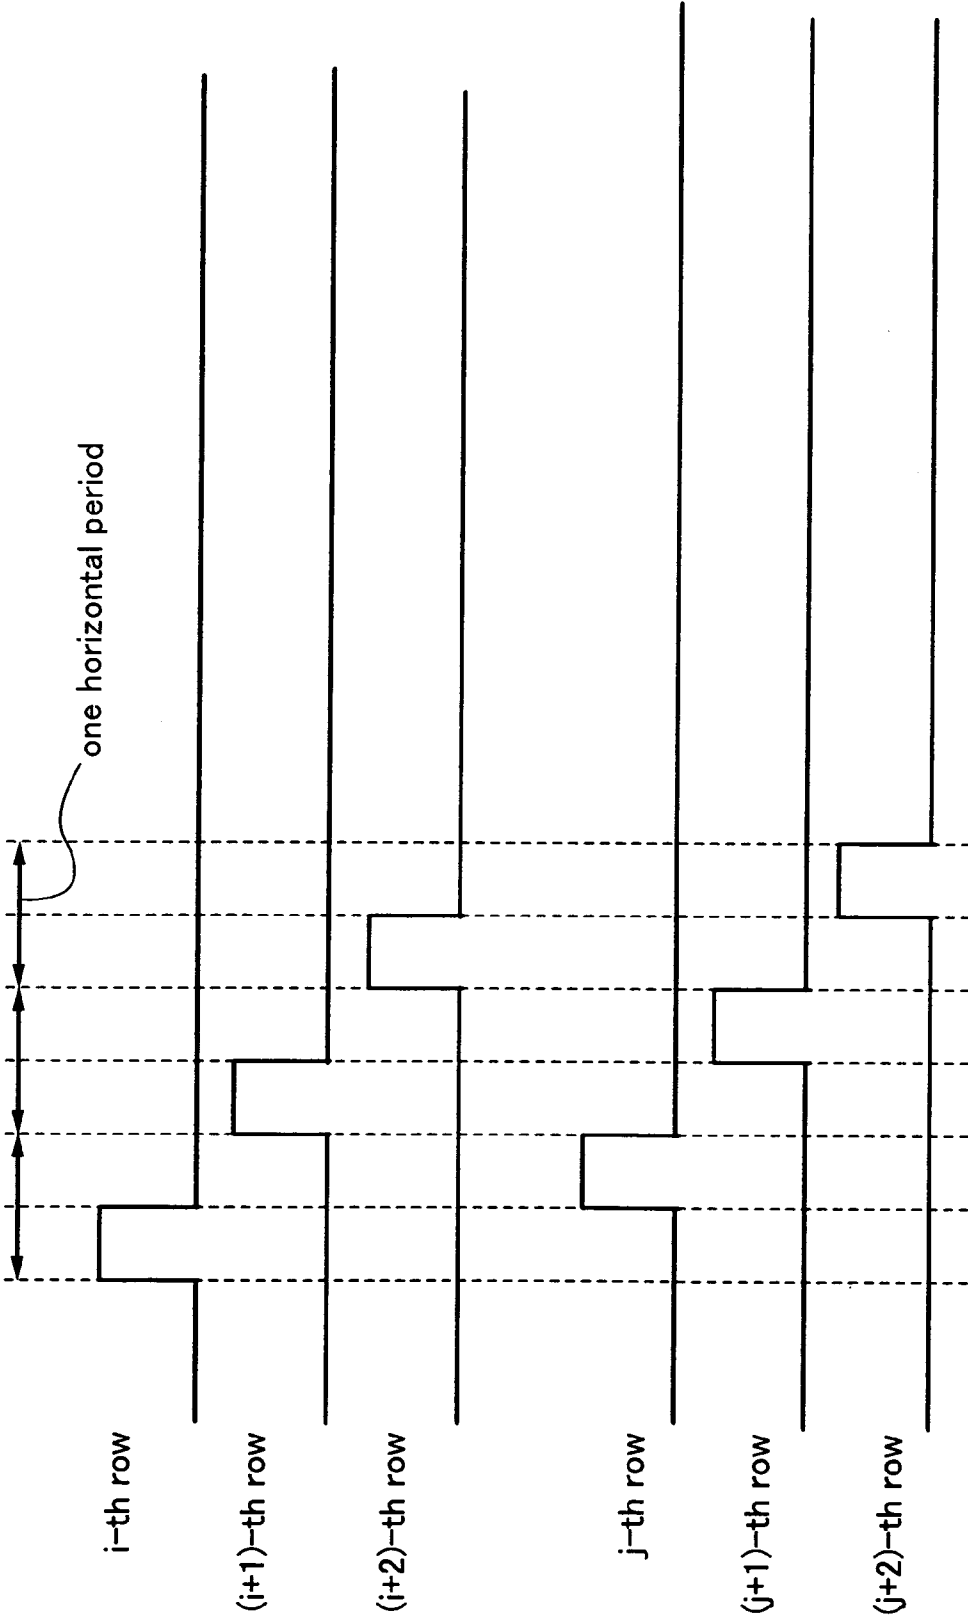 one horizontal period
i-th row
(i+1)-th row
(i+2)-th row
j-th row
(j+1)-th row
(j+2)-th row